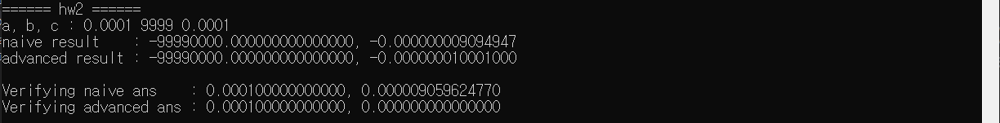 ====== hw2 ======
a, b, c : 0.0001 9999 0.0001
naive result    : -99990000.000000000000000, -0.000000009094947
advanced result : -99990000.000000000000000, -0.000000010001000
Verifying naive ans    : 0.000100000000000, 0.000009059624770
Verifying advanced ans : 0.000100000000000, 0.000000000000000